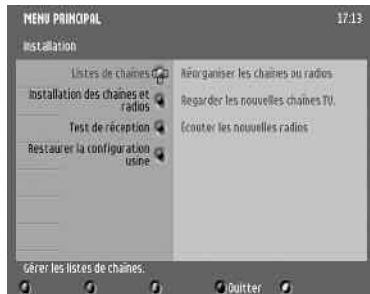 MENU PRINCIPAL 17:13
Installation
Listes de chaînes
Réorganiser les chaînes ou radios
Installation des chaînes et
radios
Regarder les nouvelles chaînes TV.
Test de réception
Ecouter les nouvelles radios
Restaurer la configuration
usine
Gérer les listes de chaînes.
Quitter